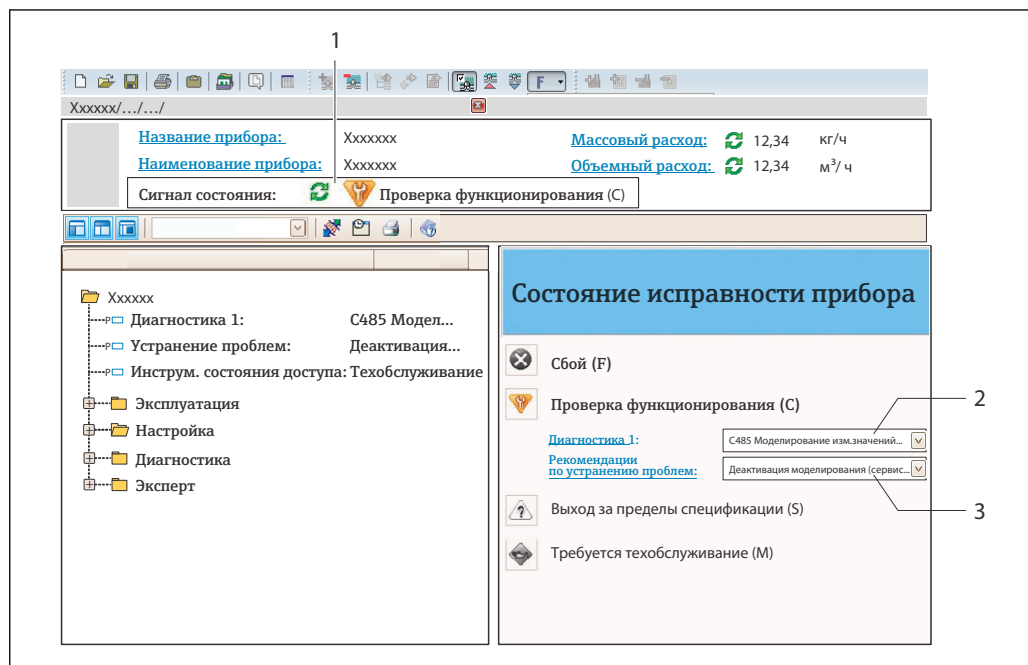 1
F
Xxxxxx/.../.../
Название прибора: Xxxxxxx Массовый расход: 12,34 кг/ч
Наименование прибора: Xxxxxxx Объемный расход: 12,34 м³/ ч
Сигнал состояния: Проверка функционирования (C)
Xxxxxx
P Диагностика 1: C485 Модел...
P Устранение проблем: Деактивация...
P Инструм. состояния доступа: Техобслуживание
Эксплуатация
Настройка
Диагностика
Эксперт
Состояние исправности прибора
Сбой (F)
Проверка функционирования (C)
2
Диагностика 1: C485 Моделирование изм.значений...
Рекомендации
по устранению проблем: Деактивация моделирования (сервис...
Выход за пределы спецификации (S)
3
Требуется техобслуживание (M)